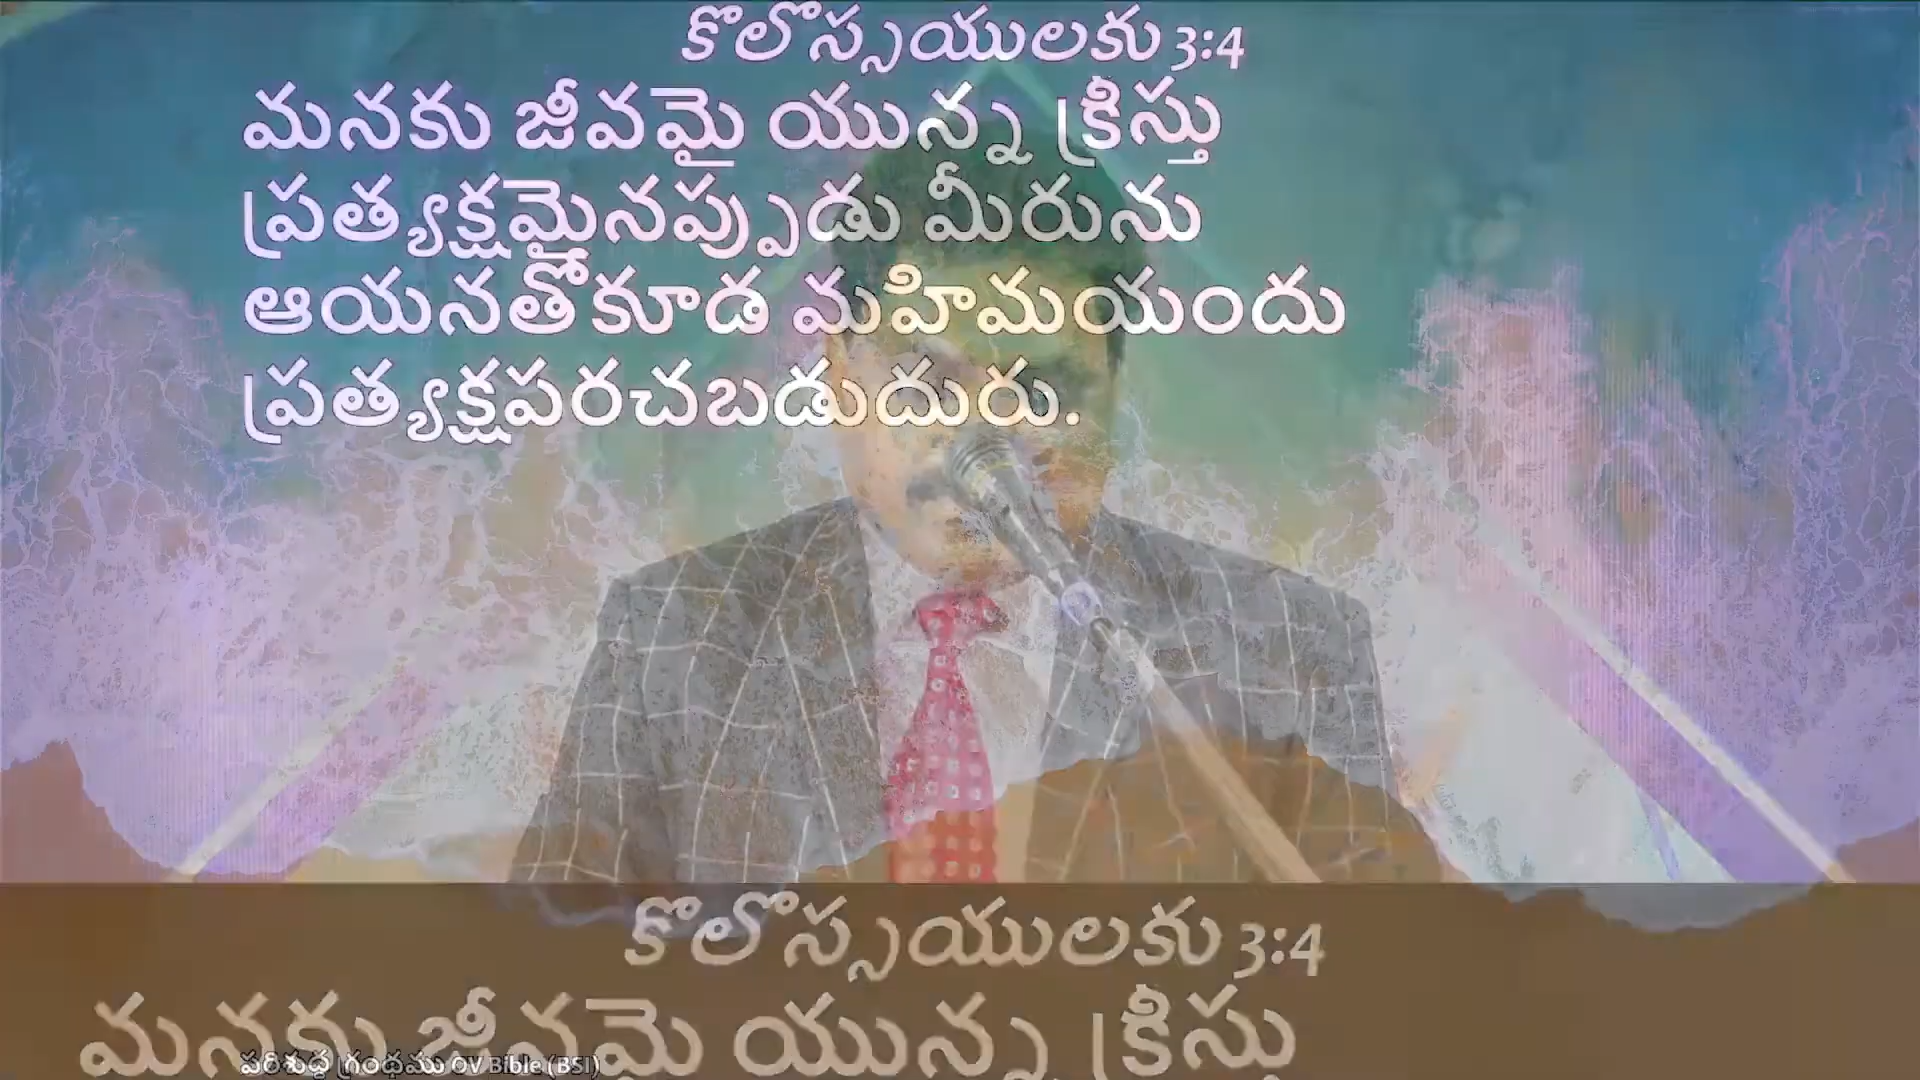 కొలొస్సయులకు 3:4
మనకు జీవమై యున్న క్రీస్తు
ప్రత్యక్షమైనప్పుడు మీరును
ఆయనతోకూడ మహిమయందు
ప్రత్యక్షపరచబడుదురు.
కొలొస్సయులకు 3:4
మనకు జీవమై యున్న క్రీస్తు
పరిశుద్ధ గ్రంథము OV Bible (BSI)